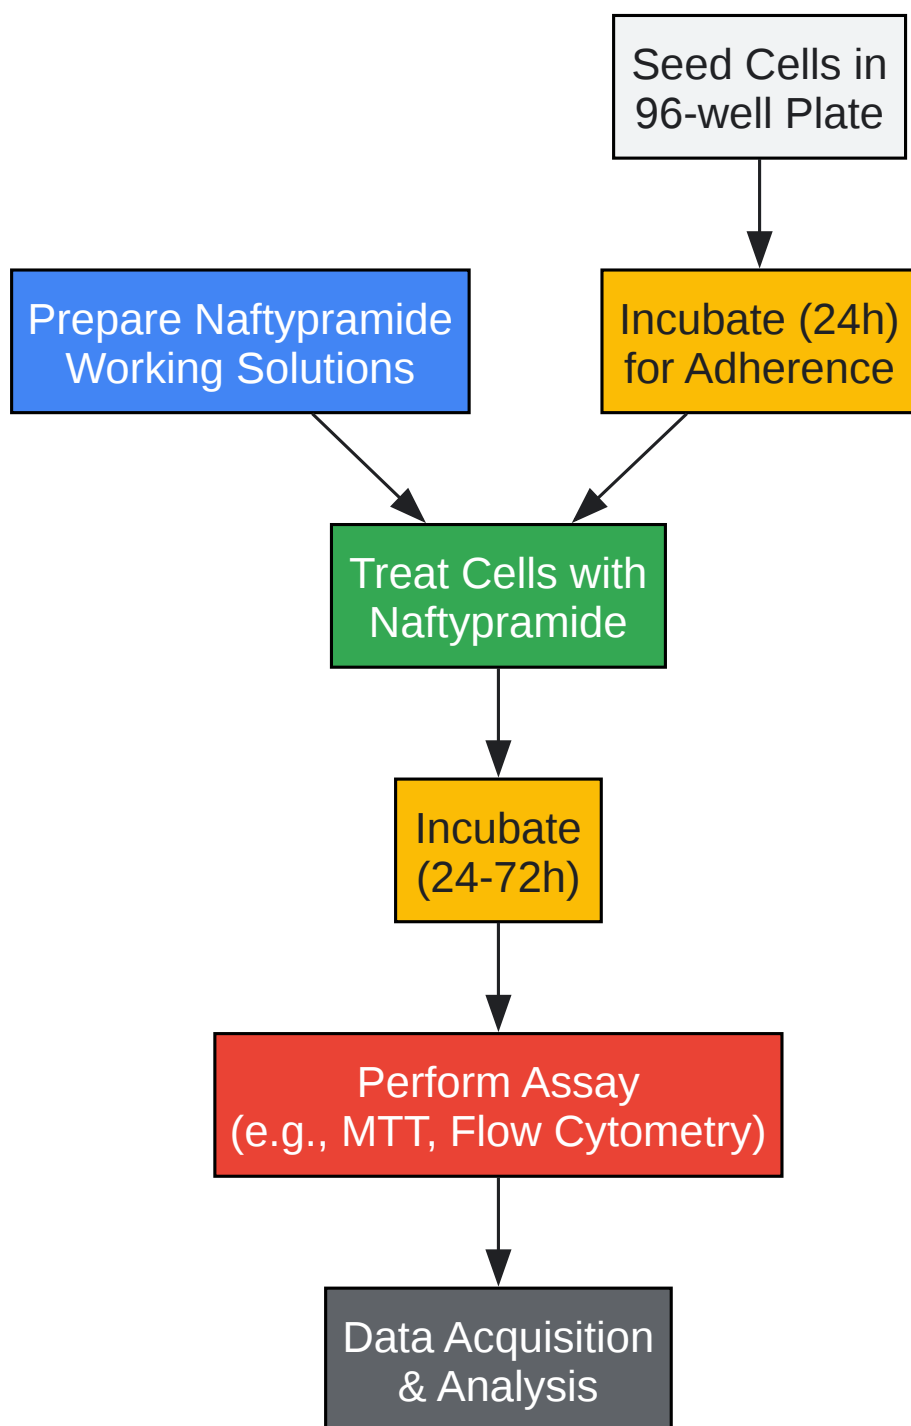 Seed Cells in
96-well Plate
Prepare Naftypramide
Working Solutions
Incubate (24h)
for Adherence
Treat Cells with
Naftypramide
Incubate
(24-72h)
Perform Assay
(e.g., MTT, Flow Cytometry)
Data Acquisition
& Analysis